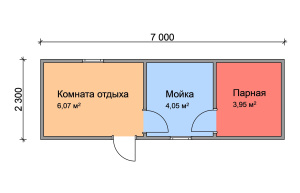 7 000
2 300
Комната отдыха
6,07 м²
Мойка
4,05 м²
Парная
3,95 м²